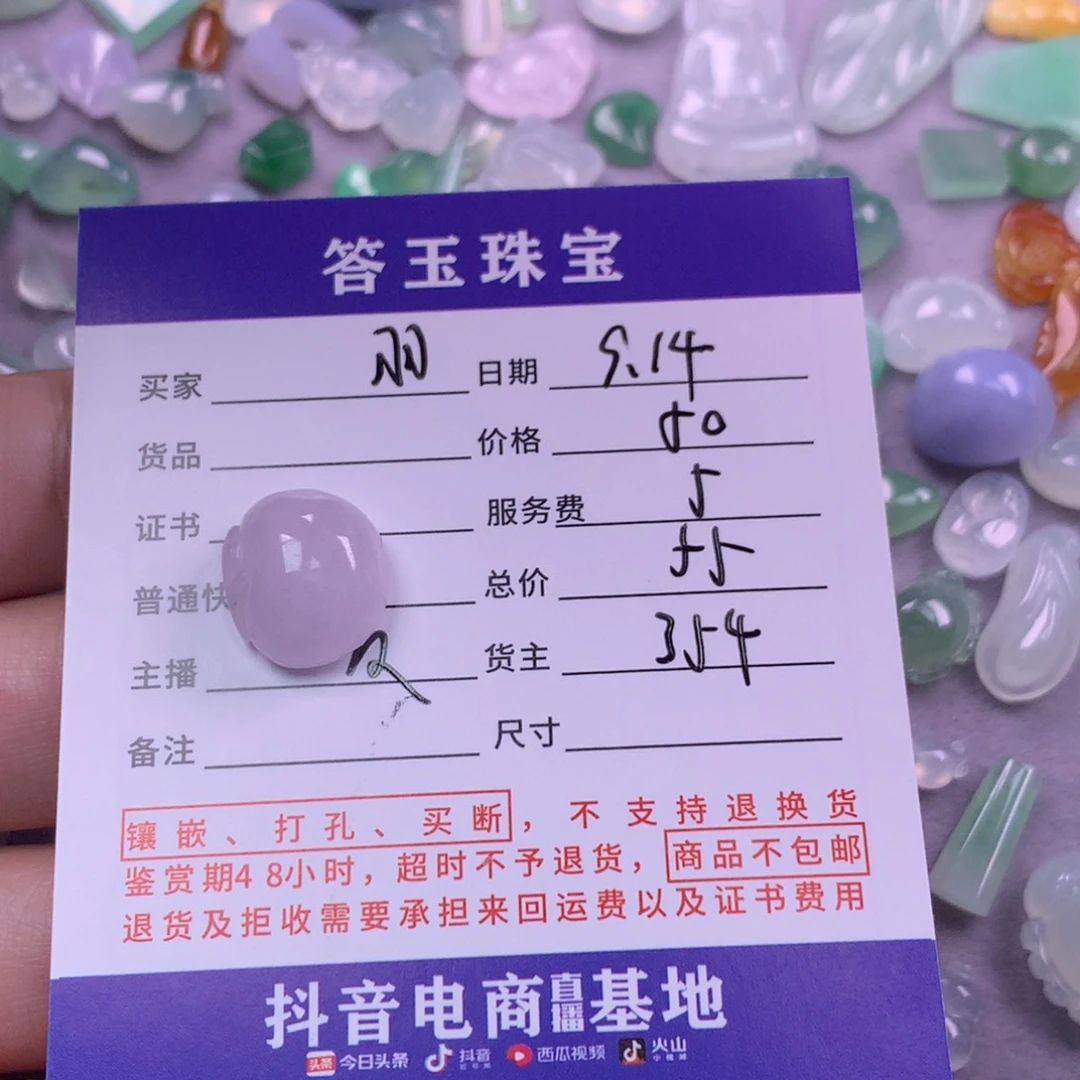 答玉珠宝
买家 羽 日期 9.14
货品 价格 50
证书 服务费 5
普通快 总价 55
主播 货主 354
备注 尺寸
镶嵌、打孔、买断，不支持退换货
鉴赏期48小时，超时不予退货，商品不包邮
退货及拒收需要承担来回运费以及证书费用
抖音电商直播基地
头条 今日头条 抖音 西瓜视频 火山